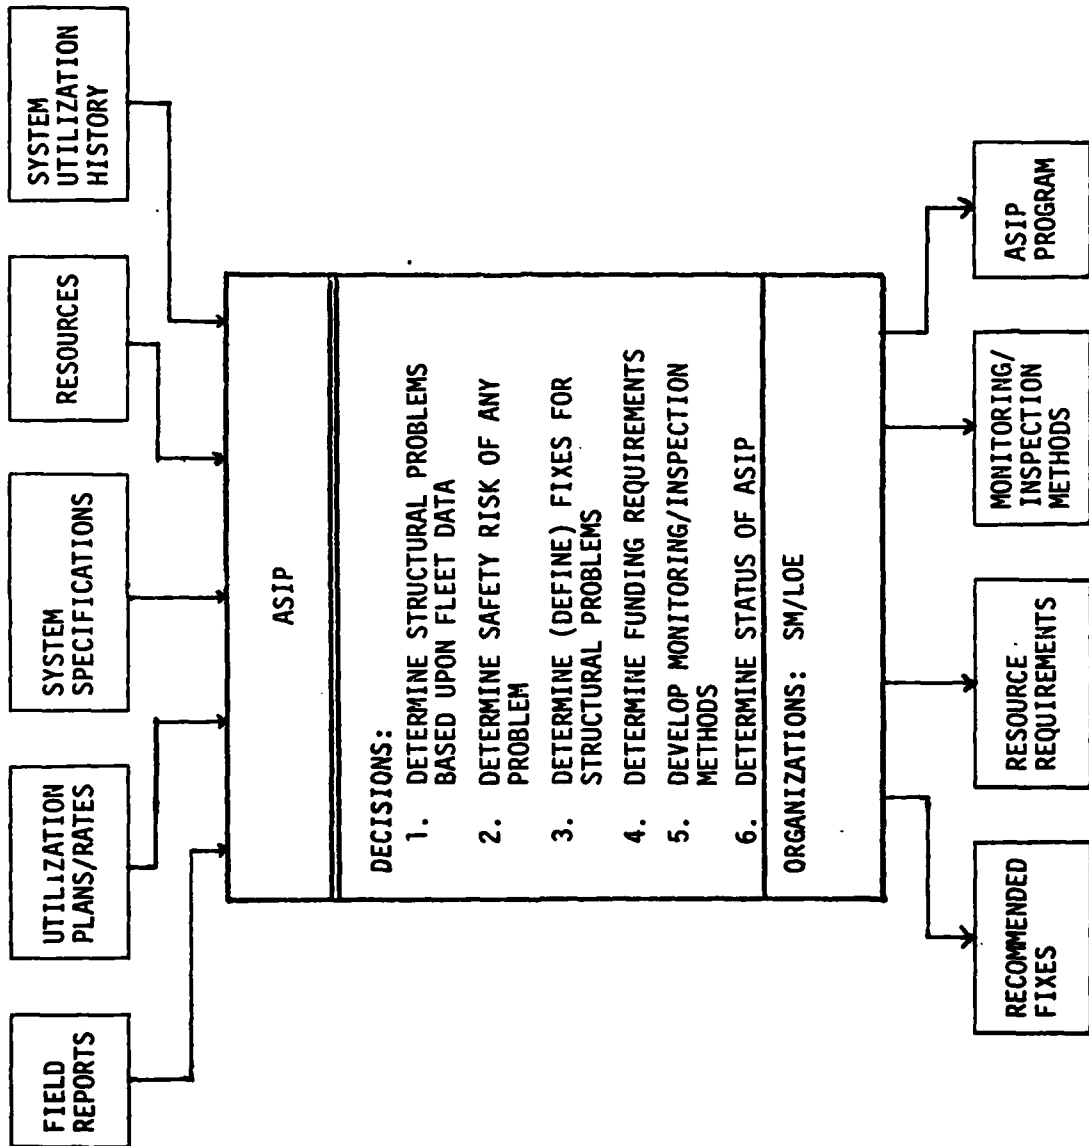 FIELD
REPORTS
UTILIZATION
PLANS/RATES
SYSTEM
SPECIFICATIONS
RESOURCES
SYSTEM
UTILIZATION
HISTORY
ASIP
DECISIONS:
1. DETERMINE STRUCTURAL PROBLEMS
BASED UPON FLEET DATA
2. DETERMINE SAFETY RISK OF ANY
PROBLEM
3. DETERMINE (DEFINE) FIXES FOR
STRUCTURAL PROBLEMS
4. DETERMINE FUNDING REQUIREMENTS
5. DEVELOP MONITORING/INSPECTION
METHODS
6. DETERMINE STATUS OF ASIP
ORGANIZATIONS: SM/LOE
RECOMMENDED
FIXES
RESOURCE
REQUIREMENTS
MONITORING/
INSPECTION
METHODS
ASIP
PROGRAM